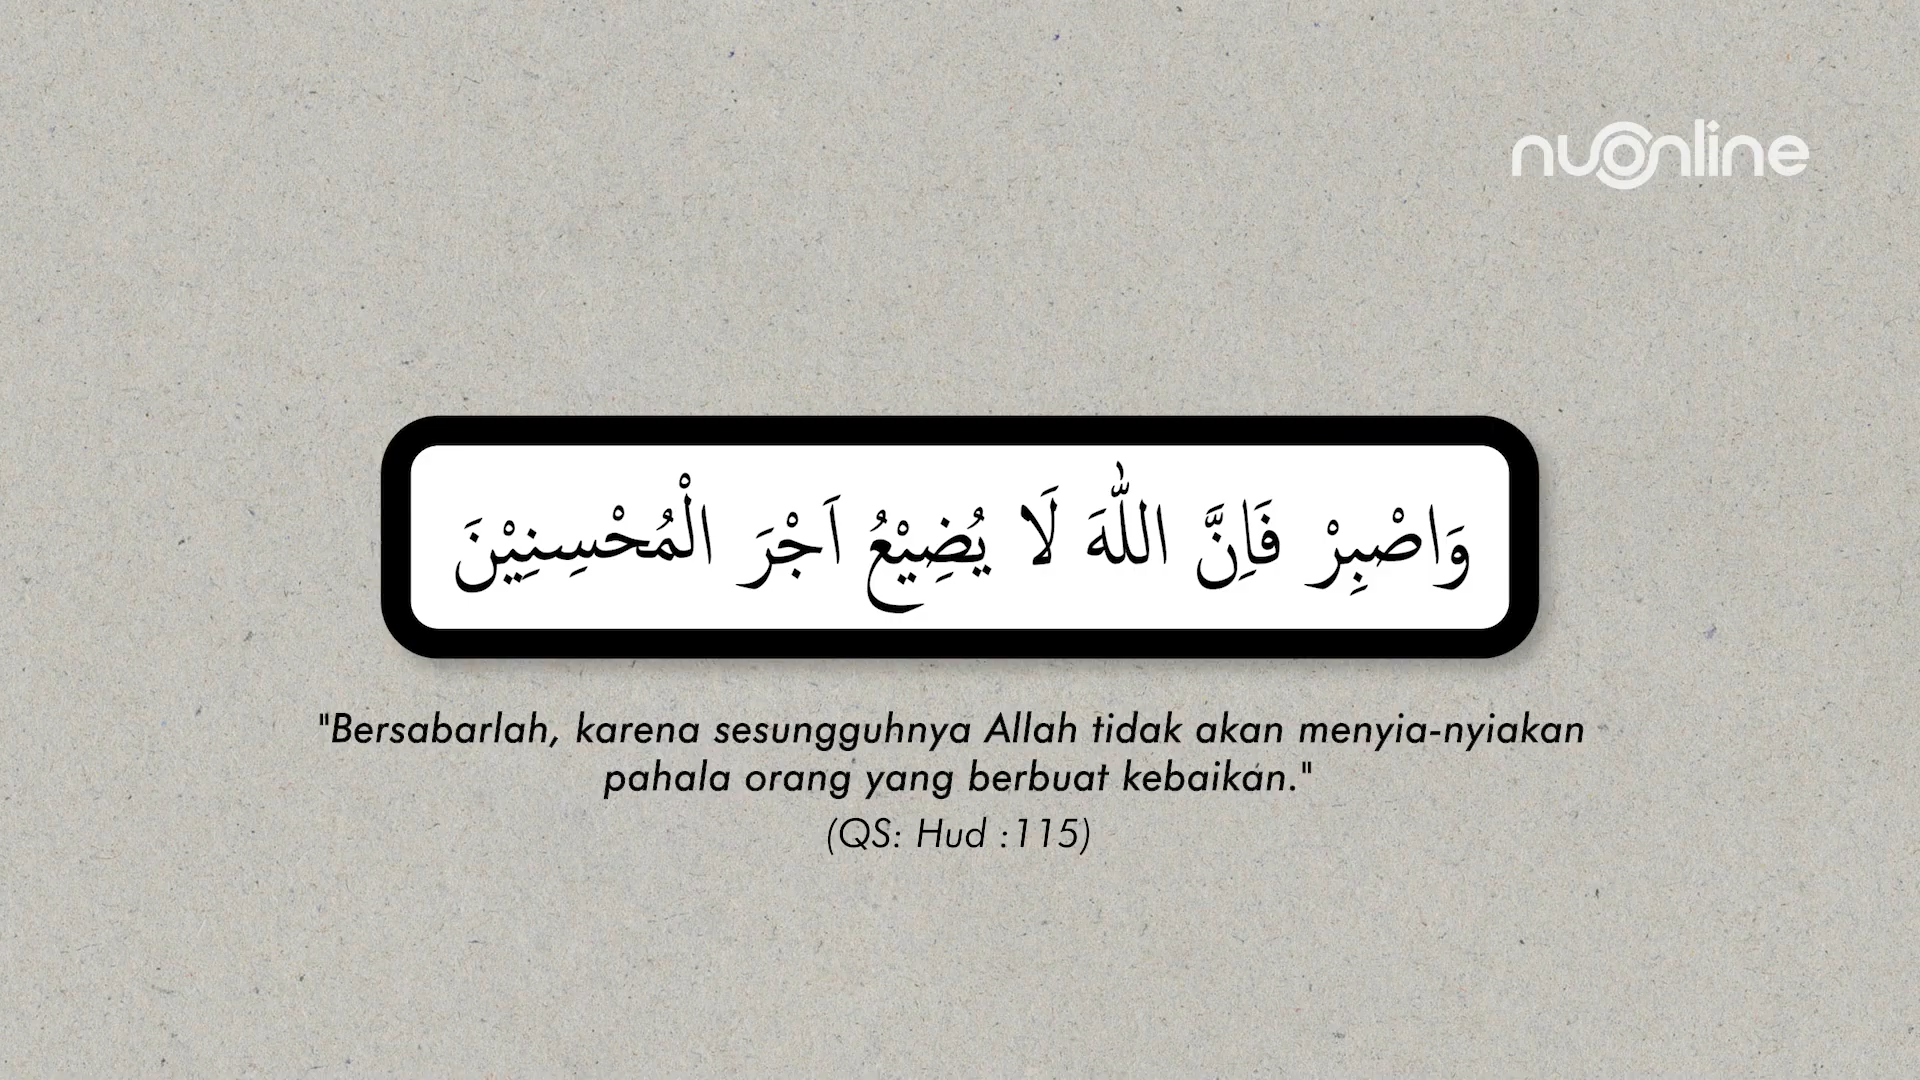 nuonline
وَاصْبِرْ فَاِنَّ اللّٰهَ لَا يُضِيْعُ اَجْرَ الْمُحْسِنِيْنَ
"Bersabarlah, karena sesungguhnya Allah tidak akan menyia-nyiakan
pahala orang yang berbuat kebaikan."
(QS: Hud :115)